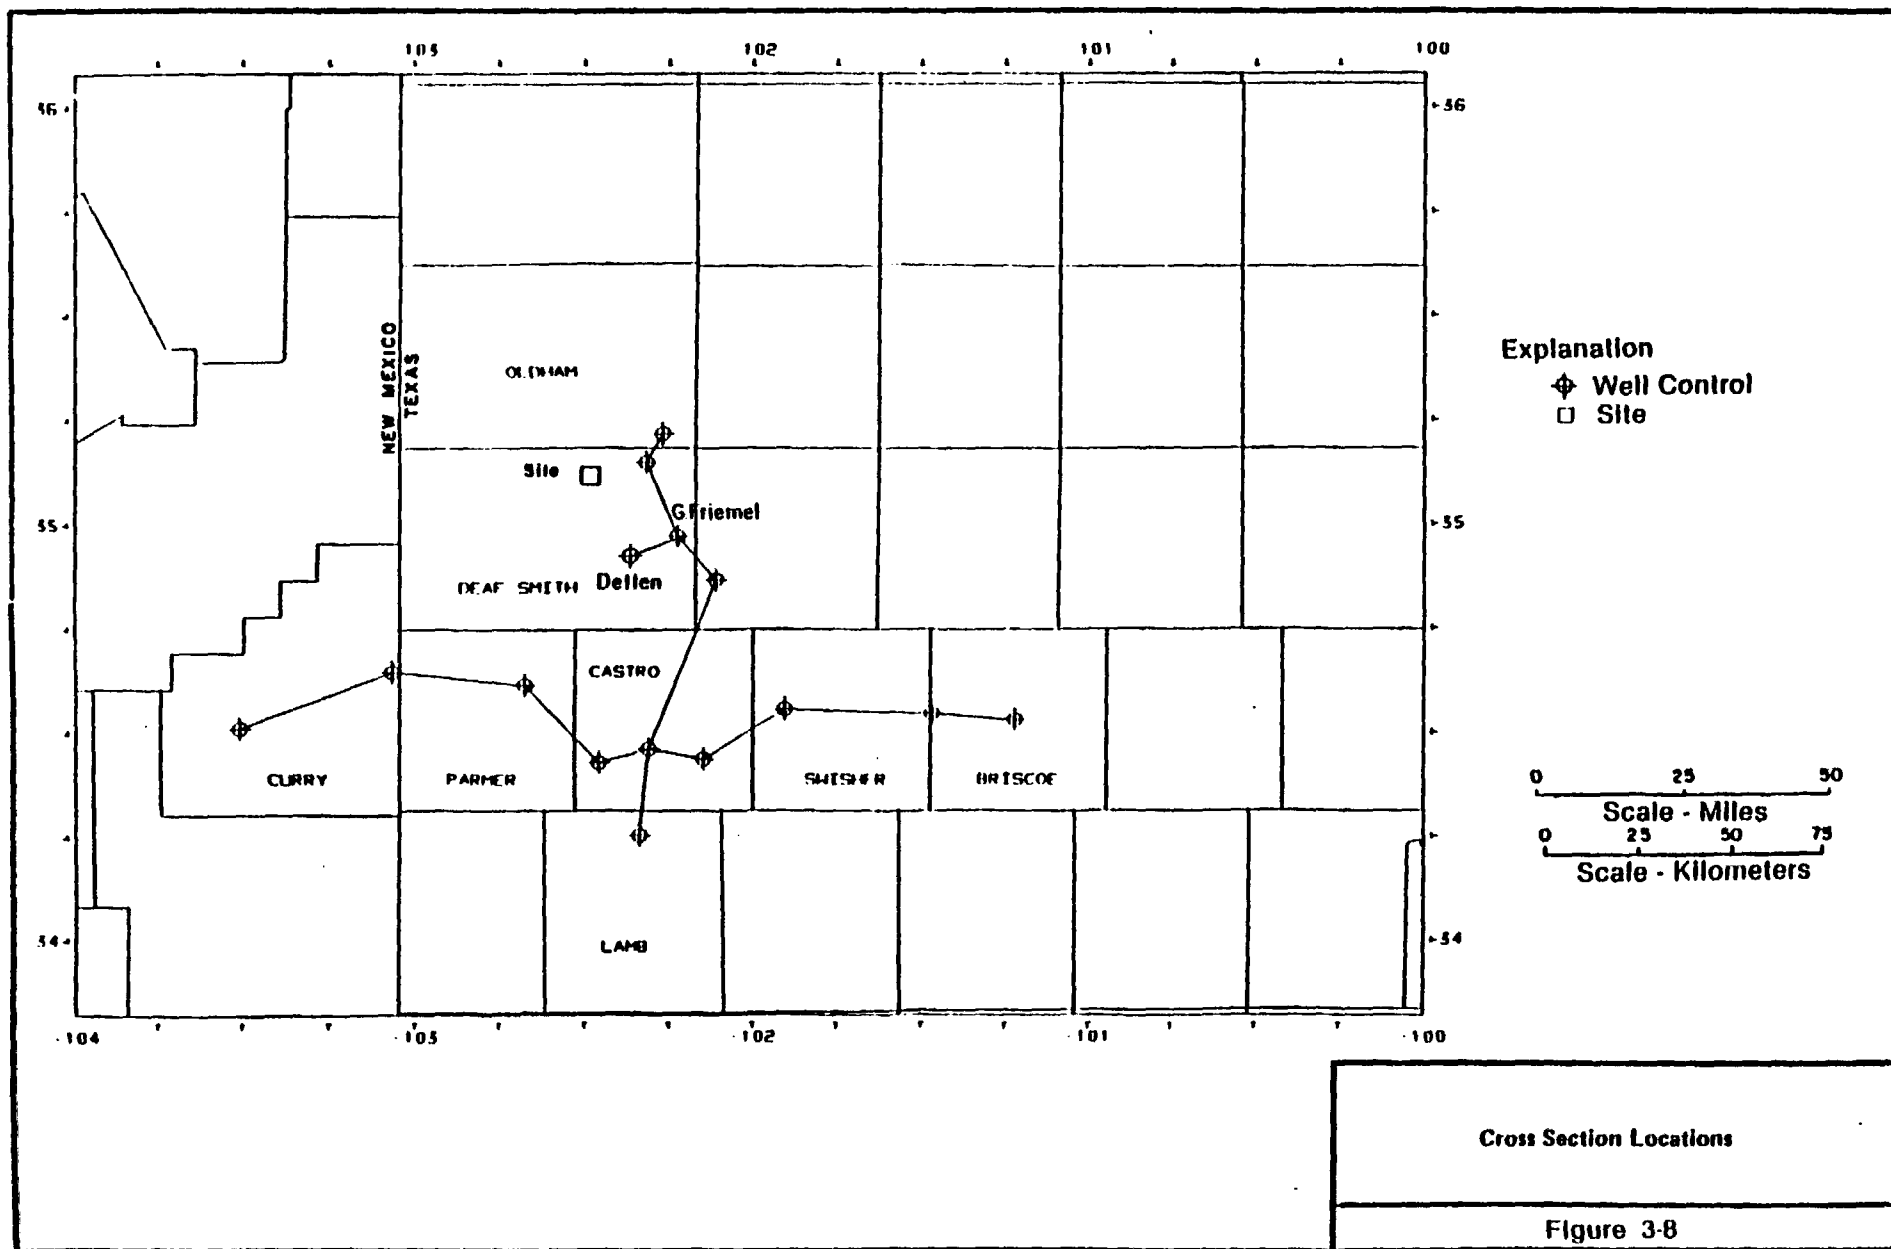 103 102 101 100
36 36
NEW MEXICO
TEXAS
Explanation
Well Control
Site
OLDHAM
Site
G.Friemel
35 35
DEAF SMITH Detten
CASTRO
CURRY PARMER SWISHER BRISCOE
0 25 50
Scale - Miles
0 25 50 75
Scale - Kilometers
34 34
LAMB
104 103 102 101 100
Cross Section Locations
Figure 3-8